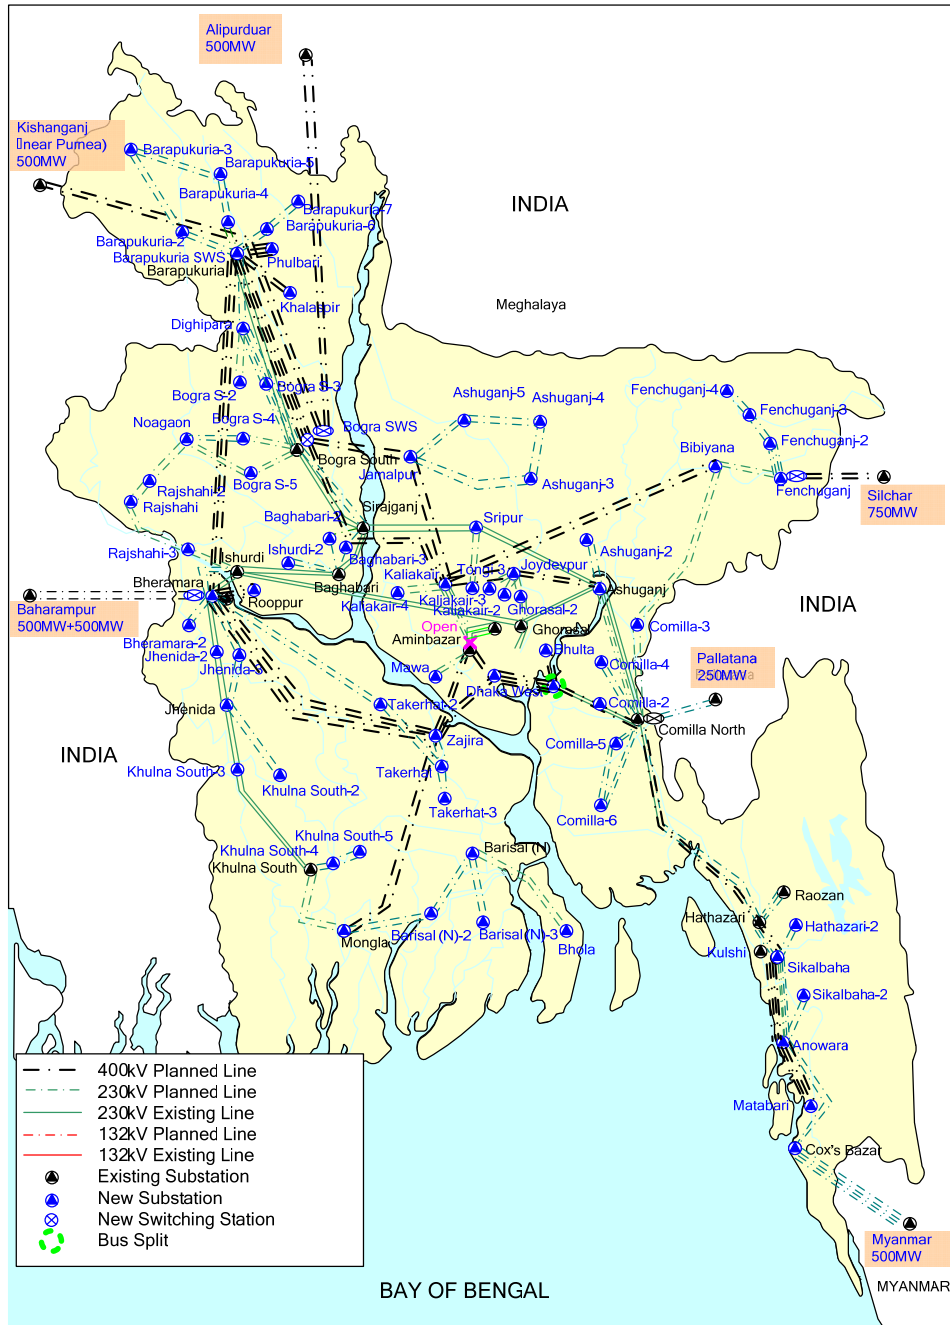 Alipurduar
500MW
Kishanganj
(near Purnea)
500MW
Barapukuria-3
Barapukuria-5
Barapukuria-4
Barapukuria-7
Barapukuria-6
Barapukuria-2
Barapukuria SWS
Barapukuria
Phulbari
Khalaspir
INDIA
Meghalaya
Dighipara
Bogra S-2
Bogra S-3
Bogra S-4
Noagaon
Bogra SWS
Bogra South
Bogra S-5
Ashuganj-5
Ashuganj-4
Jamalpur
Ashuganj-3
Fenchuganj-4
Fenchuganj-3
Fenchuganj-2
Bibiyana
Fenchuganj
Silchar
750MW
Rajshahi-2
Rajshahi
Sirajganj
Baghabari-2
Sripur
Rajshahi-3
Ishurdi
Ishurdi-2
Baghabari-3
Baghabari
Kaliakair
Tongi-3
Joydevpur
Ashuganj-2
Ashuganj
Bheramara
Rooppur
Kaliakair-4
Kaliakair-3
Kaliakair-2
Ghorasal-2
Baharampur
500MW+500MW
INDIA
Open
Aminbazar
Ghorasal
Bhulta
Comilla-3
Comilla-4
Bheramara-2
Jhenida-2
Jhenida-3
Mawa
Dhaka West
Pallatana
250MW
Jhenida
Takerhat-2
Comilla-2
Comilla North
Zajira
Comilla-5
INDIA
Khulna South-3
Khulna South-2
Takerhat
Takerhat-3
Comilla-6
Khulna South-5
Khulna South-4
Khulna South
Barisal (N)
Raozan
Mongla
Barisal (N)-2
Barisal (N)-3
Bhola
Hathazari
Hathazari-2
Kulshi
Sikalbaha
Sikalbaha-2
Anowara
Matabari
Cox's Bazar
400kV Planned Line
230kV Planned Line
230kV Existing Line
132kV Planned Line
132kV Existing Line
Existing Substation
New Substation
New Switching Station
Bus Split
Myanmar
500MW
MYANMAR
BAY OF BENGAL